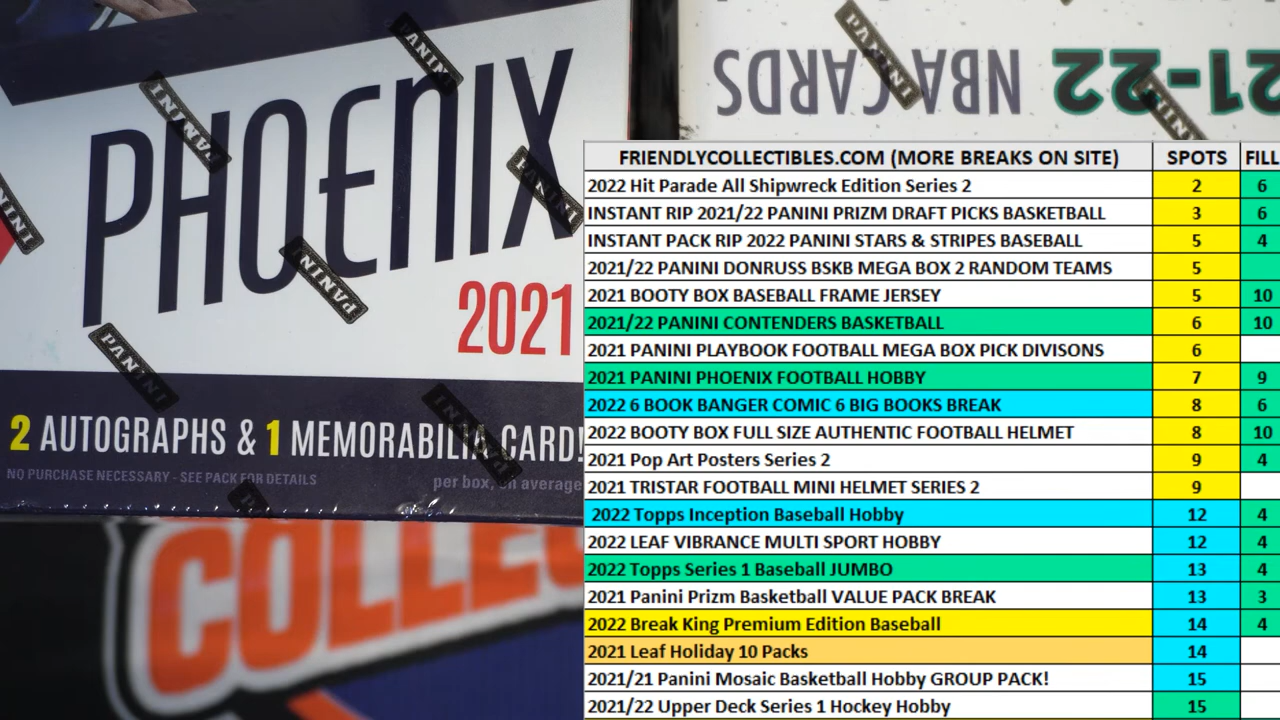 PHOENIX
2021
2 AUTOGRAPHS & 1 MEMORABILIA CARD!
NO PURCHASE NECESSARY - SEE PACK FOR DETAILS
per box, on average
PANINI
PANINI
PANINI
PANINI
PANINI
PANINI
21-22 NBA CARDS
PANINI
COLLEC
FRIENDLYCOLLECTIBLES.COM (MORE BREAKS ON SITE) SPOTS FILL
2022 Hit Parade All Shipwreck Edition Series 2 2 6
INSTANT RIP 2021/22 PANINI PRIZM DRAFT PICKS BASKETBALL 3 6
INSTANT PACK RIP 2022 PANINI STARS & STRIPES BASEBALL 5 4
2021/22 PANINI DONRUSS BSKB MEGA BOX 2 RANDOM TEAMS 5
2021 BOOTY BOX BASEBALL FRAME JERSEY 5 10
2021/22 PANINI CONTENDERS BASKETBALL 6 10
2021 PANINI PLAYBOOK FOOTBALL MEGA BOX PICK DIVISONS 6
2021 PANINI PHOENIX FOOTBALL HOBBY 7 9
2022 6 BOOK BANGER COMIC 6 BIG BOOKS BREAK 8 6
2022 BOOTY BOX FULL SIZE AUTHENTIC FOOTBALL HELMET 8 10
2021 Pop Art Posters Series 2 9 4
2021 TRISTAR FOOTBALL MINI HELMET SERIES 2 9
2022 Topps Inception Baseball Hobby 12 4
2022 LEAF VIBRANCE MULTI SPORT HOBBY 12 4
2022 Topps Series 1 Baseball JUMBO 13 4
2021 Panini Prizm Basketball VALUE PACK BREAK 13 3
2022 Break King Premium Edition Baseball 14 4
2021 Leaf Holiday 10 Packs 14
2021/21 Panini Mosaic Basketball Hobby GROUP PACK! 15
2021/22 Upper Deck Series 1 Hockey Hobby 15